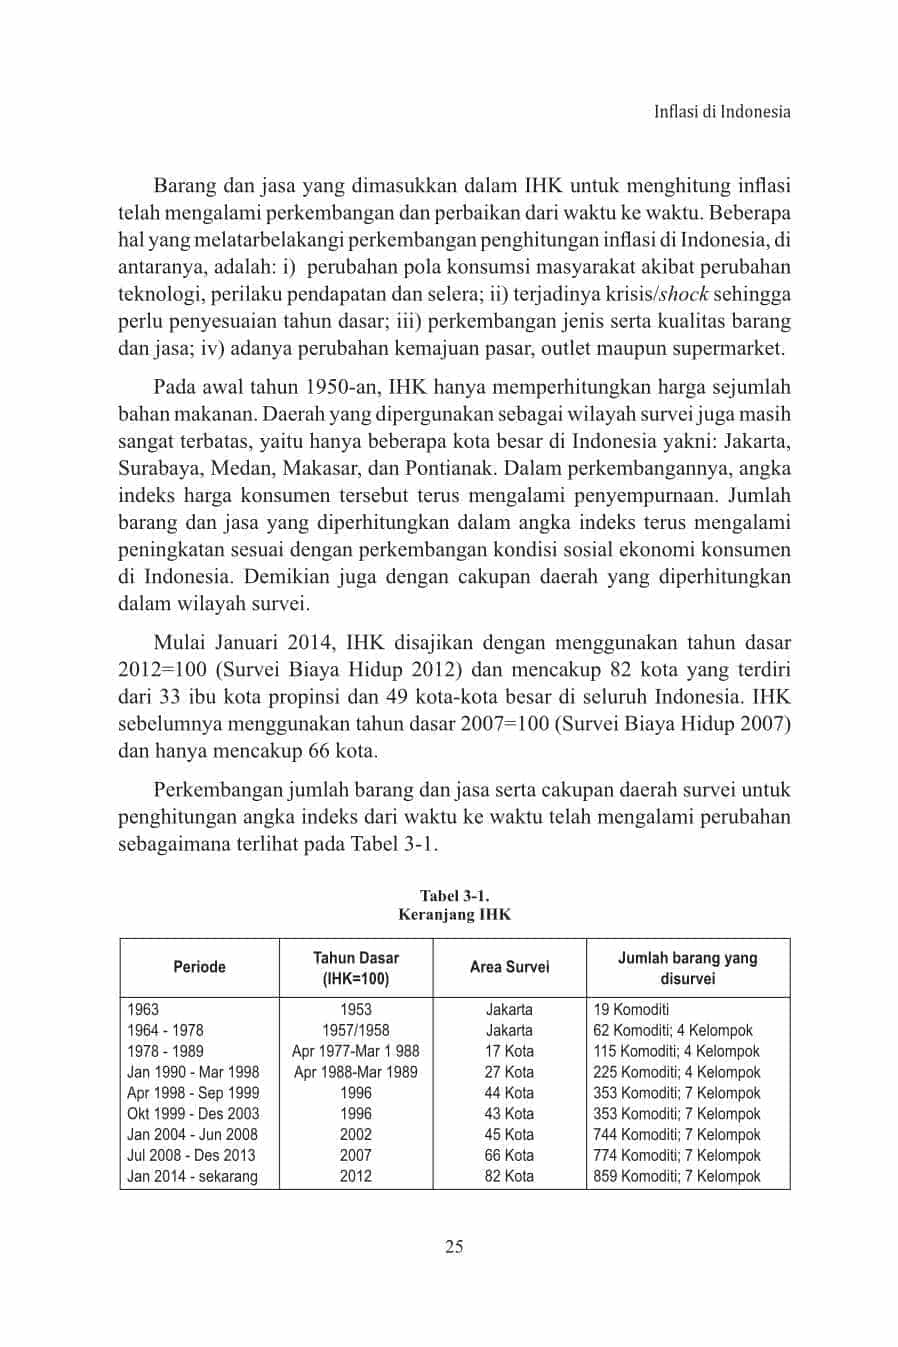 Inflasi di Indonesia
Barang dan jasa yang dimasukkan dalam IHK untuk menghitung inflasi
telah mengalami perkembangan dan perbaikan dari waktu ke waktu. Beberapa
hal yang melatarbelakangi perkembangan penghitungan inflasi di Indonesia, di
antaranya, adalah: i) perubahan pola konsumsi masyarakat akibat perubahan
teknologi, perilaku pendapatan dan selera; ii) terjadinya krisis/shock sehingga
perlu penyesuaian tahun dasar; iii) perkembangan jenis serta kualitas barang
dan jasa; iv) adanya perubahan kemajuan pasar, outlet maupun supermarket.
Pada awal tahun 1950-an, IHK hanya memperhitungkan harga sejumlah
bahan makanan. Daerah yang dipergunakan sebagai wilayah survei juga masih
sangat terbatas, yaitu hanya beberapa kota besar di Indonesia yakni: Jakarta,
Surabaya, Medan, Makasar, dan Pontianak. Dalam perkembangannya, angka
indeks harga konsumen tersebut terus mengalami penyempurnaan. Jumlah
barang dan jasa yang diperhitungkan dalam angka indeks terus mengalami
peningkatan sesuai dengan perkembangan kondisi sosial ekonomi konsumen
di Indonesia. Demikian juga dengan cakupan daerah yang diperhitungkan
dalam wilayah survei.
Mulai Januari 2014, IHK disajikan dengan menggunakan tahun dasar
2012=100 (Survei Biaya Hidup 2012) dan mencakup 82 kota yang terdiri
dari 33 ibu kota propinsi dan 49 kota-kota besar di seluruh Indonesia. IHK
sebelumnya menggunakan tahun dasar 2007=100 (Survei Biaya Hidup 2007)
dan hanya mencakup 66 kota.
Perkembangan jumlah barang dan jasa serta cakupan daerah survei untuk
penghitungan angka indeks dari waktu ke waktu telah mengalami perubahan
sebagaimana terlihat pada Tabel 3-1.
Tabel 3-1.
Keranjang IHK
Periode Tahun Dasar (IHK=100) Area Survei Jumlah barang yang disurvei
1963 1953 Jakarta 19 Komoditi
1964 - 1978 1957/1958 Jakarta 62 Komoditi; 4 Kelompok
1978 - 1989 Apr 1977-Mar 1 988 17 Kota 115 Komoditi; 4 Kelompok
Jan 1990 - Mar 1998 Apr 1988-Mar 1989 27 Kota 225 Komoditi; 4 Kelompok
Apr 1998 - Sep 1999 1996 44 Kota 353 Komoditi; 7 Kelompok
Okt 1999 - Des 2003 1996 43 Kota 353 Komoditi; 7 Kelompok
Jan 2004 - Jun 2008 2002 45 Kota 744 Komoditi; 7 Kelompok
Jul 2008 - Des 2013 2007 66 Kota 774 Komoditi; 7 Kelompok
Jan 2014 - sekarang 2012 82 Kota 859 Komoditi; 7 Kelompok
25